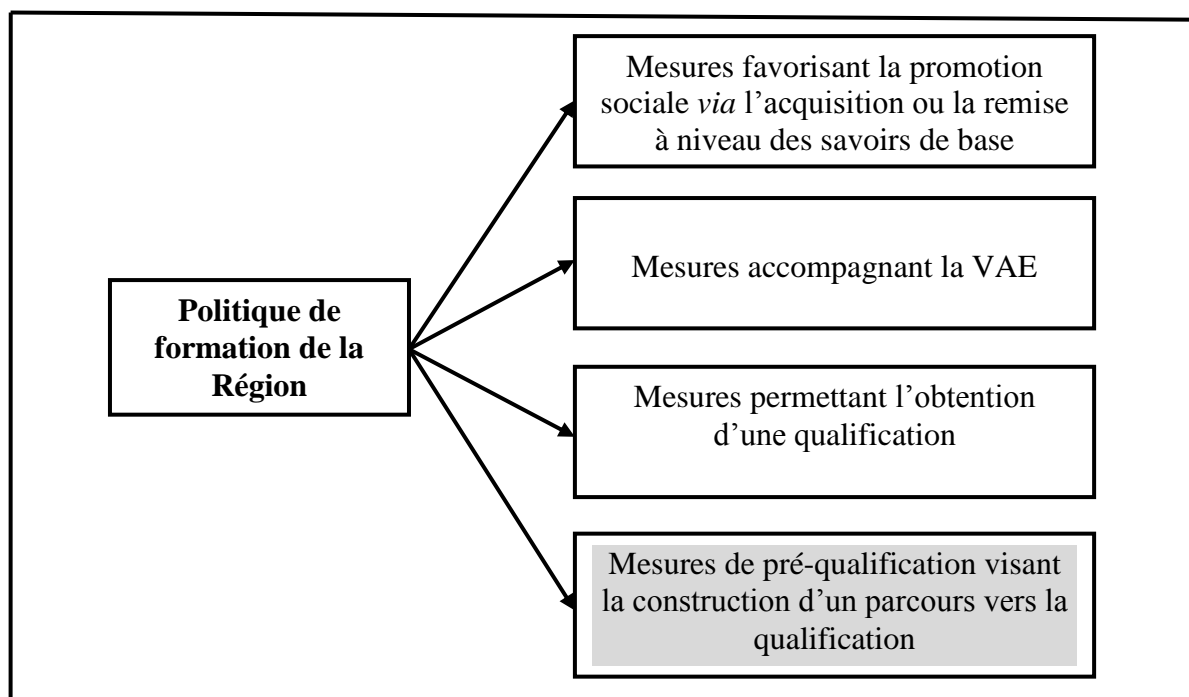 Mesures favorisant la promotion
sociale via l’acquisition ou la remise
à niveau des savoirs de base
Mesures accompagnant la VAE
Politique de
formation de la
Région
Mesures permettant l’obtention
d’une qualification
Mesures de pré-qualification visant
la construction d’un parcours vers la
qualification